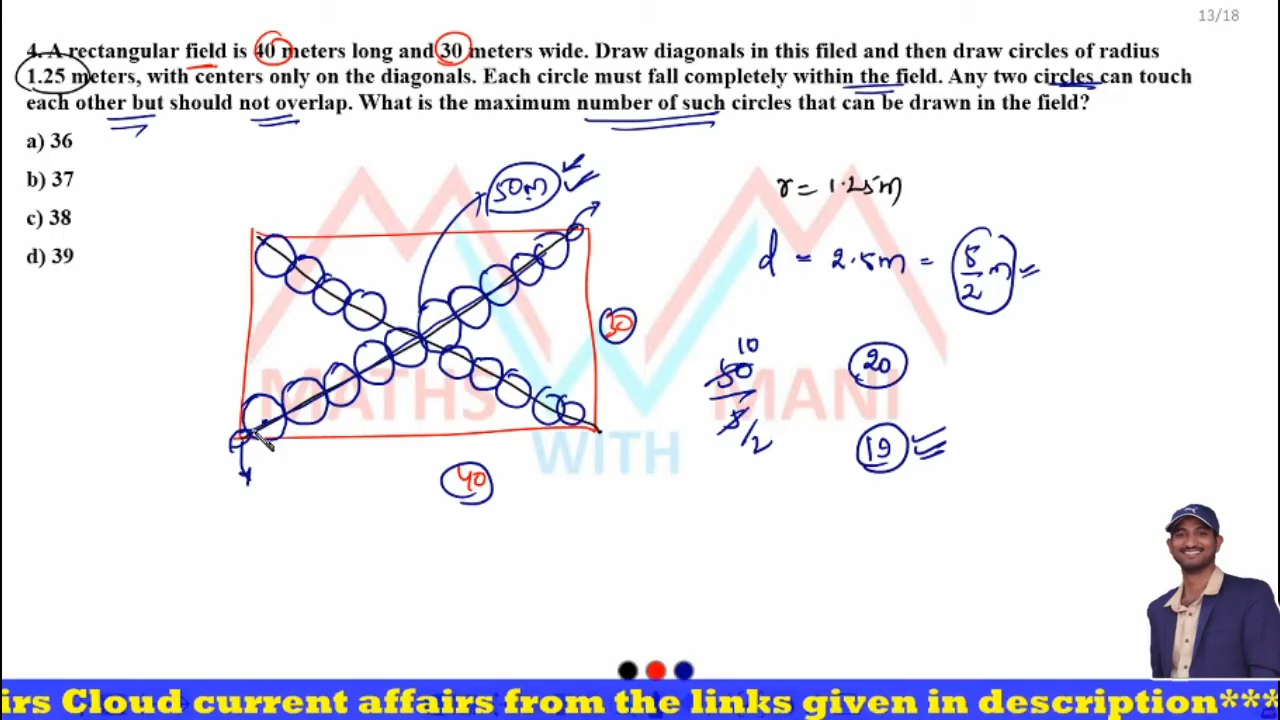 13/18
4. A rectangular field is 40 meters long and 30 meters wide. Draw diagonals in this filed and then draw circles of radius
1.25 meters, with centers only on the diagonals. Each circle must fall completely within the field. Any two circles can touch
each other but should not overlap. What is the maximum number of such circles that can be drawn in the field?
a) 36
b) 37
c) 38
d) 39
50m
r = 1.25m
d = 2.5m = 5/2 m =
30
10
50
5/2
20
19
40
MATHS MANI
WITH
irs Cloud current affairs from the links given in description***